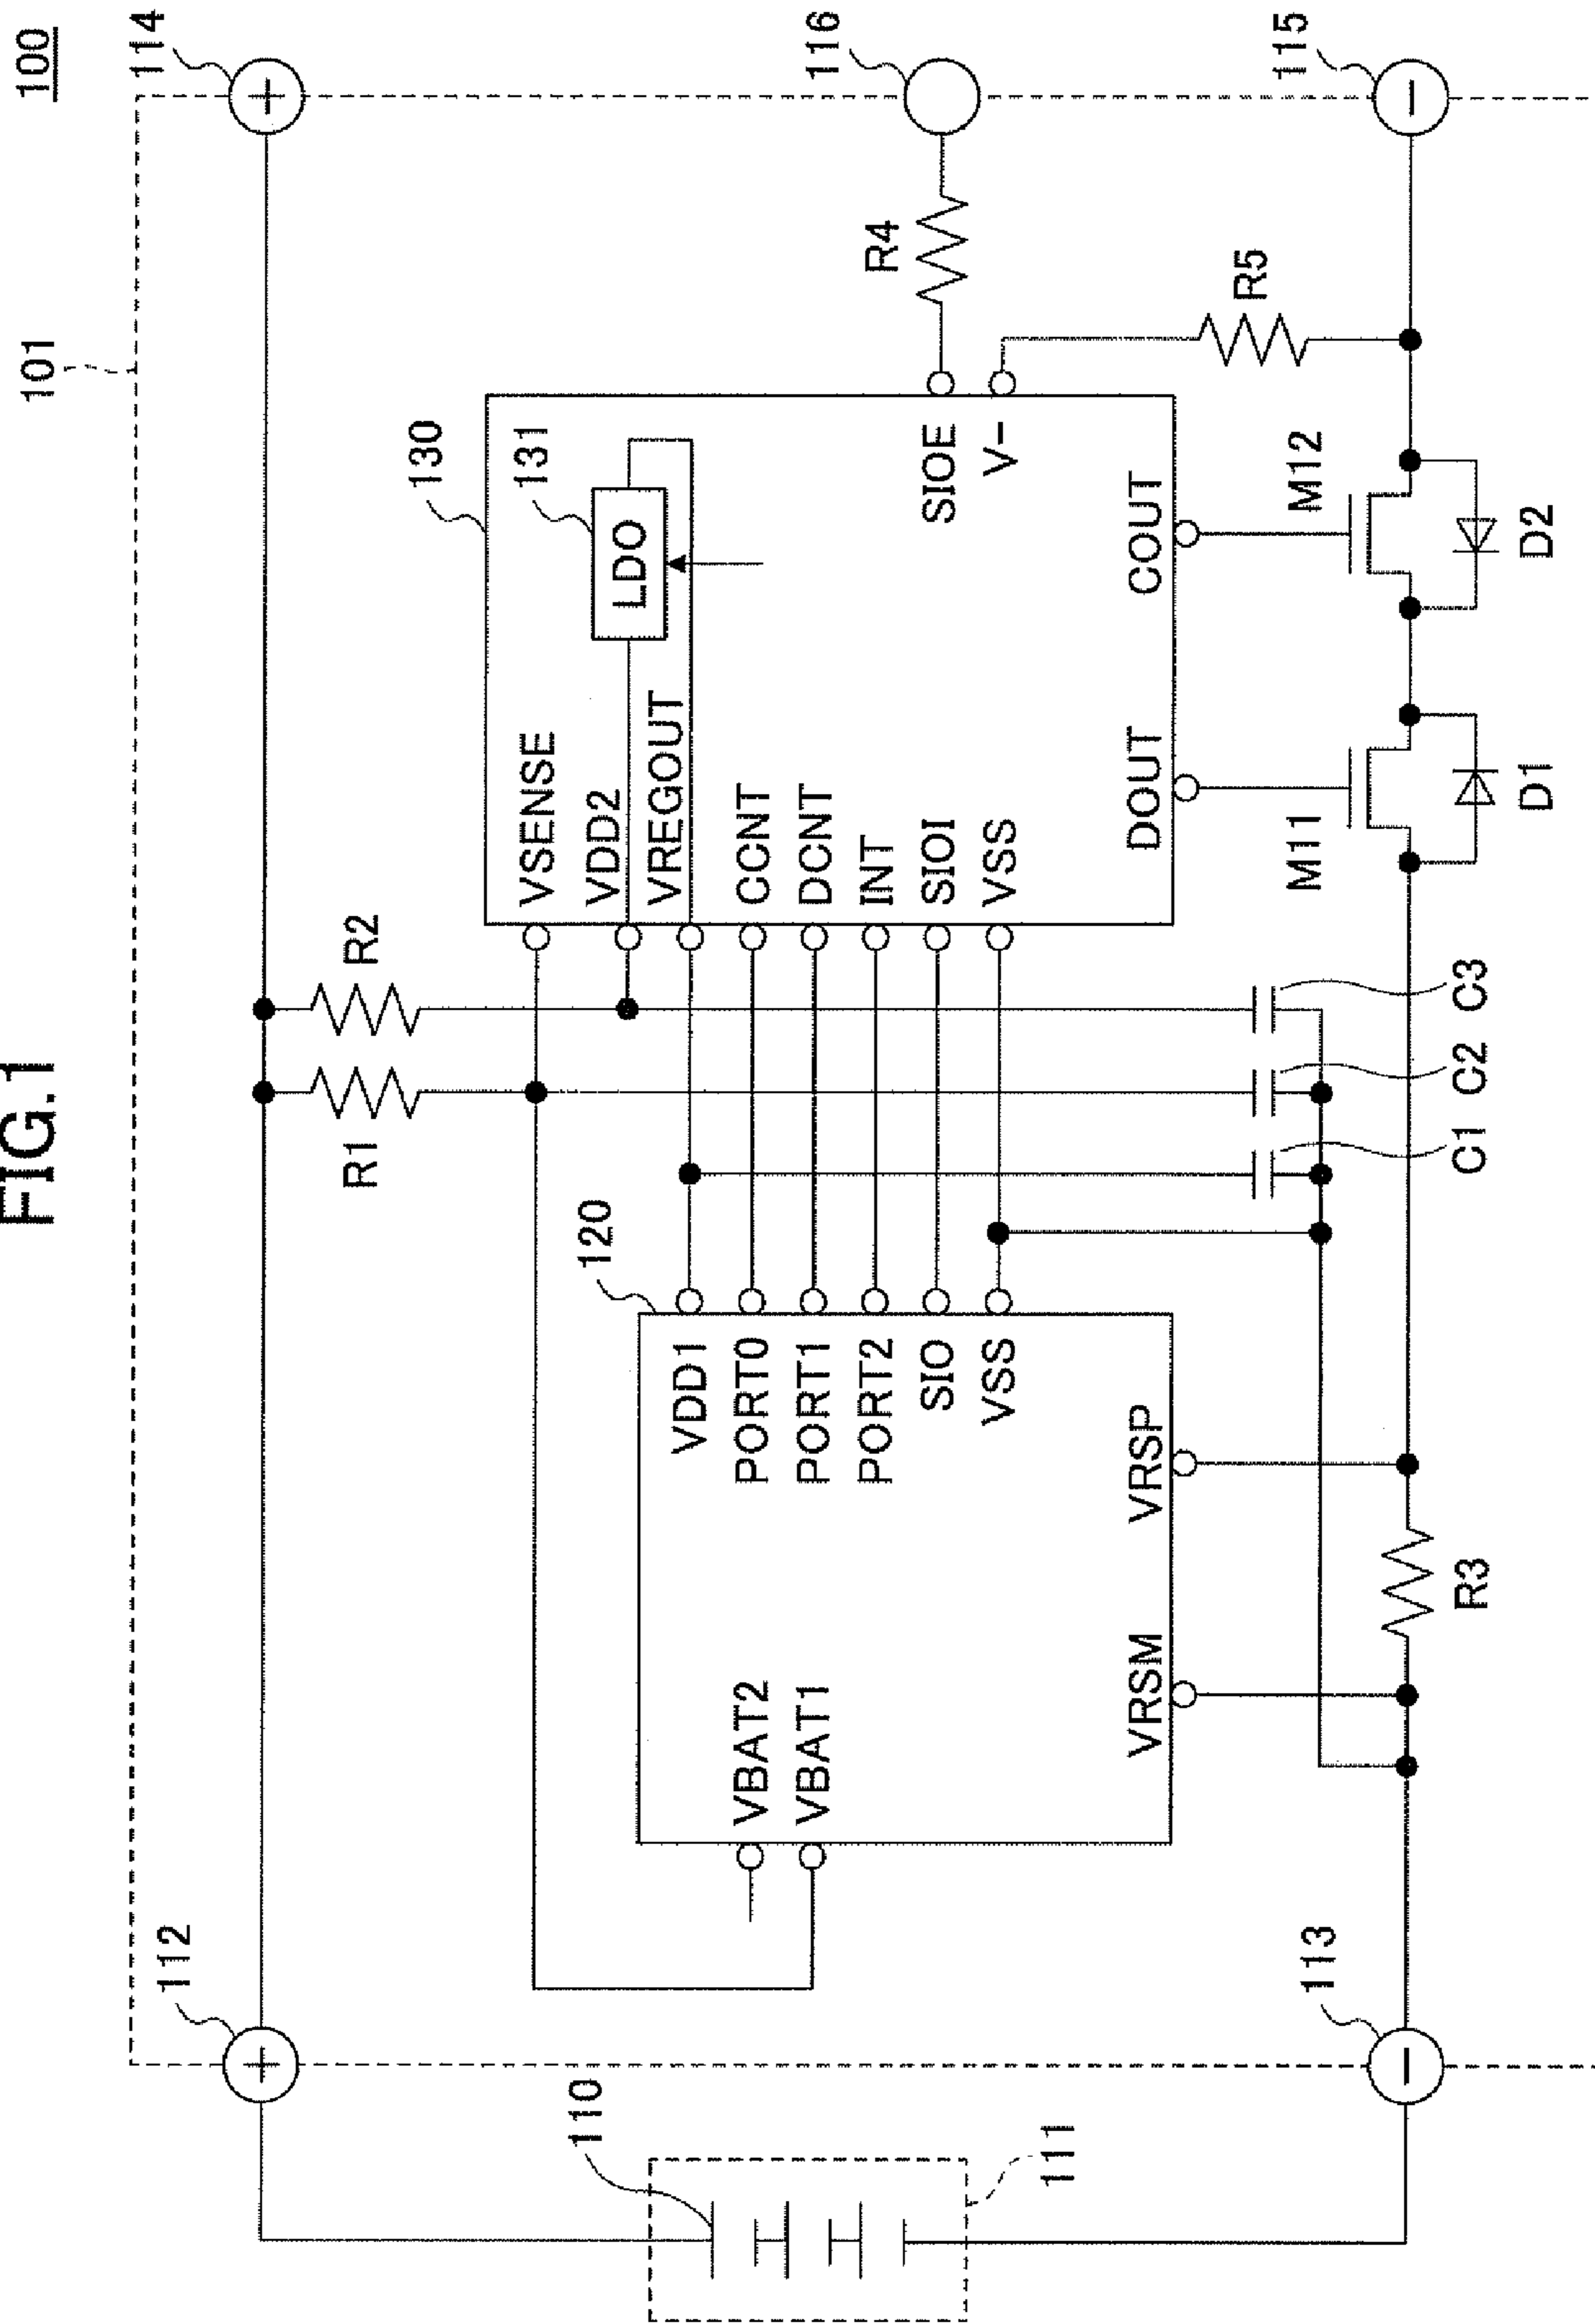 FIG.1
100
101
112
114
R1
R2
130
131
LDO
VSENSE
VDD2
VREGOUT
CCNT
DCNT
INT
SIOI
VSS
SIOE
V-
DOUT
COUT
R4
116
R5
115
110
111
120
VBAT2
VBAT1
VDD1
PORT0
PORT1
PORT2
SIO
VSS
VRSM
VRSP
113
R3
C1
C2
C3
M11
D1
M12
D2
+
+
−
−